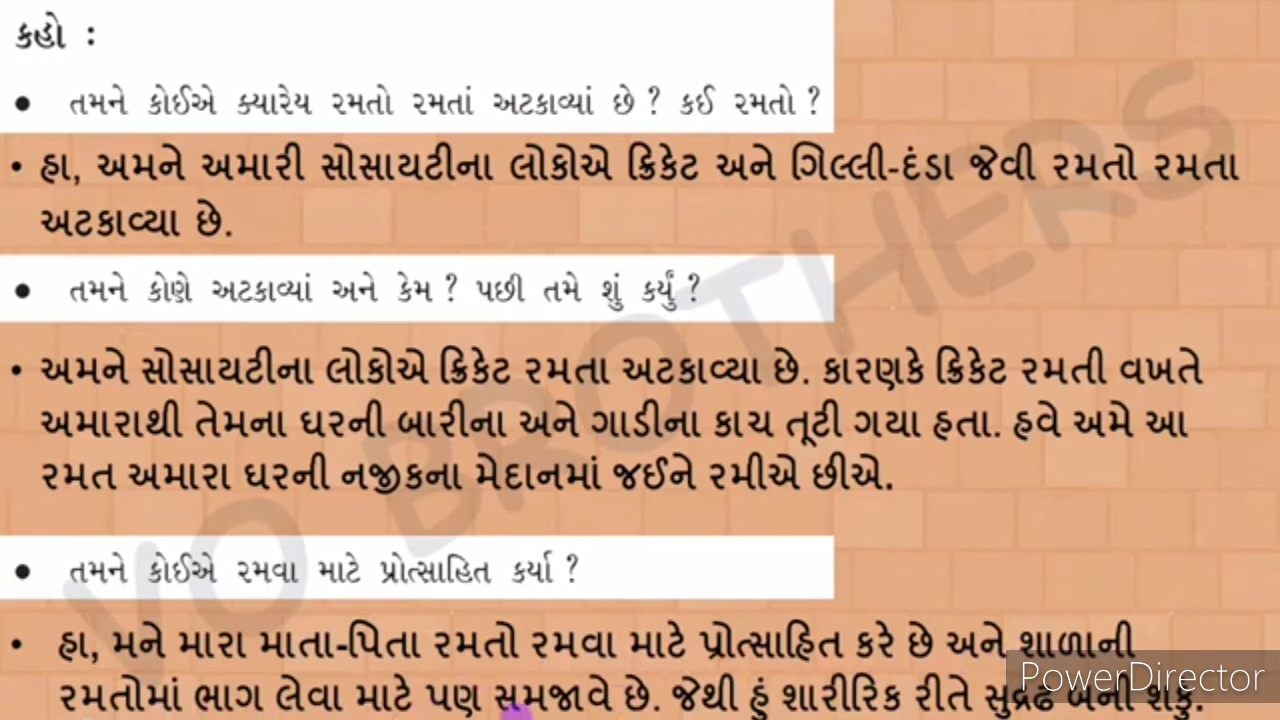 કહો :
● તમને કોઈએ ક્યારેય રમતો રમતાં અટકાવ્યાં છે ? કઈ રમતો ?
• હા, અમને અમારી સોસાયટીના લોકોએ ક્રિકેટ અને ગિલ્લી-દંડા જેવી રમતો રમતા
અટકાવ્યા છે.
● તમને કોણે અટકાવ્યાં અને કેમ ? પછી તમે શું કર્યું ?
• અમને સોસાયટીના લોકોએ ક્રિકેટ રમતા અટકાવ્યા છે. કારણકે ક્રિકેટ રમતી વખતે
અમારાથી તેમના ઘરની બારીના અને ગાડીના કાચ તૂટી ગયા હતા. હવે અમે આ
રમત અમારા ઘરની નજીકના મેદાનમાં જઈને રમીએ છીએ.
● તમને કોઈએ રમવા માટે પ્રોત્સાહિત કર્યા ?
• હા, મને મારા માતા-પિતા રમતો રમવા માટે પ્રોત્સાહિત કરે છે અને શાળાની
રમતોમાં ભાગ લેવા માટે પણ સમજાવે છે. જેથી હું શારીરિક રીતે સુદ્રઢ બની શકું.
VO BROTHERS
PowerDirector